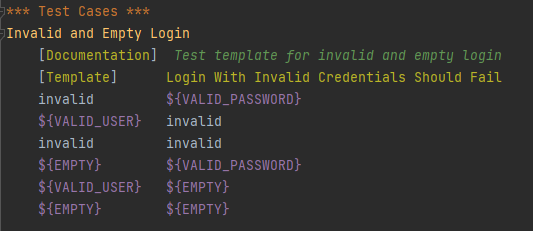 *** Test Cases ***
Invalid and Empty Login
    [Documentation]  Test template for invalid and empty login
    [Template]      Login With Invalid Credentials Should Fail
    invalid         ${VALID_PASSWORD}
    ${VALID_USER}   invalid
    invalid         invalid
    ${EMPTY}        ${VALID_PASSWORD}
    ${VALID_USER}   ${EMPTY}
    ${EMPTY}        ${EMPTY}